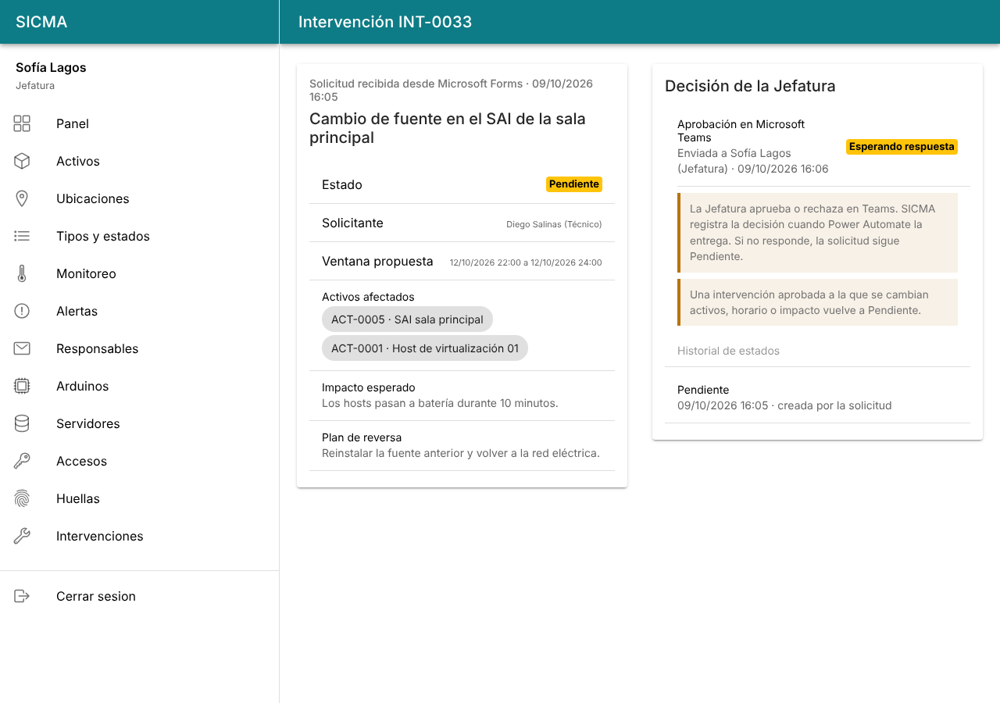 SICMA
Intervención INT-0033
Sofía Lagos
Jefatura
Panel
Activos
Ubicaciones
Tipos y estados
Monitoreo
Alertas
Responsables
Arduinos
Servidores
Accesos
Huellas
Intervenciones
Cerrar sesion
Solicitud recibida desde Microsoft Forms · 09/10/2026
16:05
Cambio de fuente en el SAI de la sala
principal
Estado
Pendiente
Solicitante
Diego Salinas (Técnico)
Ventana propuesta
12/10/2026 22:00 a 12/10/2026 24:00
Activos afectados
ACT-0005 · SAI sala principal
ACT-0001 · Host de virtualización 01
Impacto esperado
Los hosts pasan a batería durante 10 minutos.
Plan de reversa
Reinstalar la fuente anterior y volver a la red eléctrica.
Decisión de la Jefatura
Aprobación en Microsoft
Teams
Enviada a Sofía Lagos
(Jefatura) · 09/10/2026 16:06
Esperando respuesta
La Jefatura aprueba o rechaza en Teams. SICMA
registra la decisión cuando Power Automate la
entrega. Si no responde, la solicitud sigue
Pendiente.
Una intervención aprobada a la que se cambian
activos, horario o impacto vuelve a Pendiente.
Historial de estados
Pendiente
09/10/2026 16:05 · creada por la solicitud